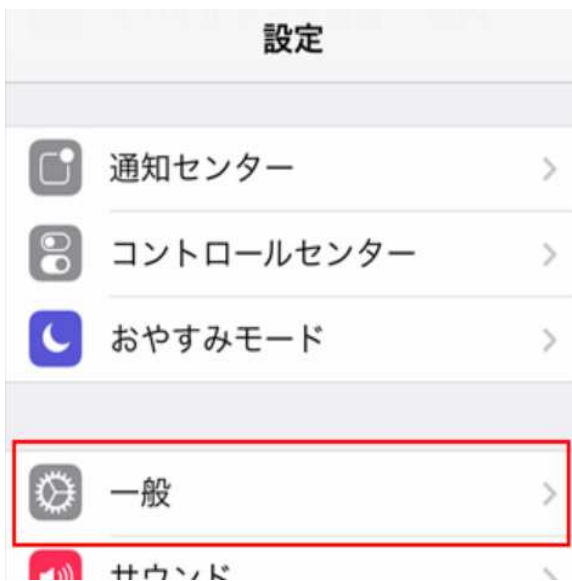 設定
通知センター
コントロールセンター
おやすみモード
一般
サウンド